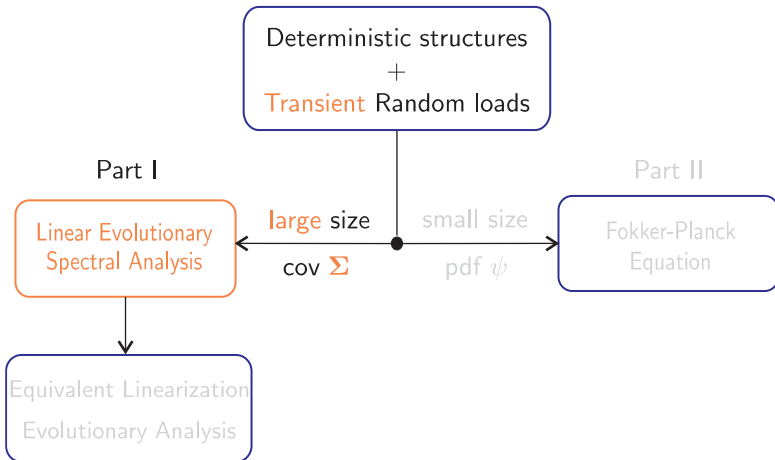 Deterministic structures
+
Transient Random loads
Part I
Part II
Linear Evolutionary
Spectral Analysis
large size
cov Σ
small size
pdf ψ
Fokker-Planck
Equation
Equivalent Linearization
Evolutionary Analysis